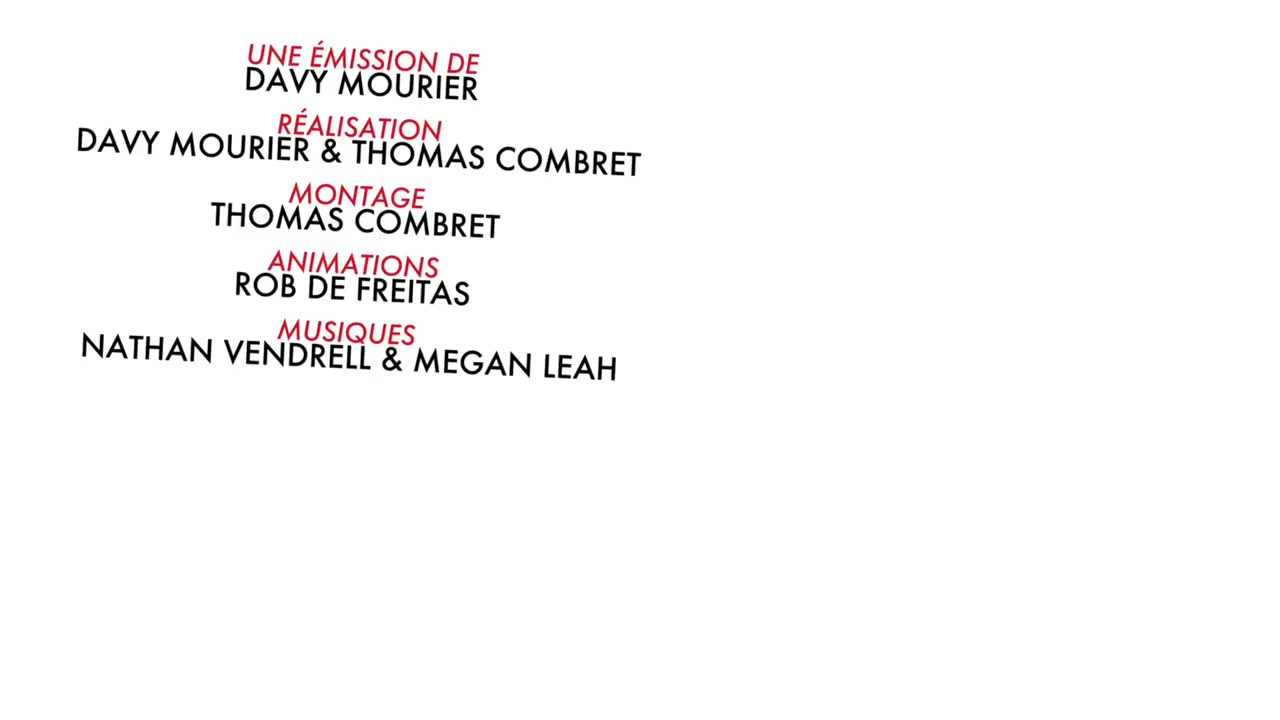 UNE ÉMISSION DE
DAVY MOURIER
RÉALISATION
DAVY MOURIER & THOMAS COMBRET
MONTAGE
THOMAS COMBRET
ANIMATIONS
ROB DE FREITAS
MUSIQUES
NATHAN VENDRELL & MEGAN LEAH